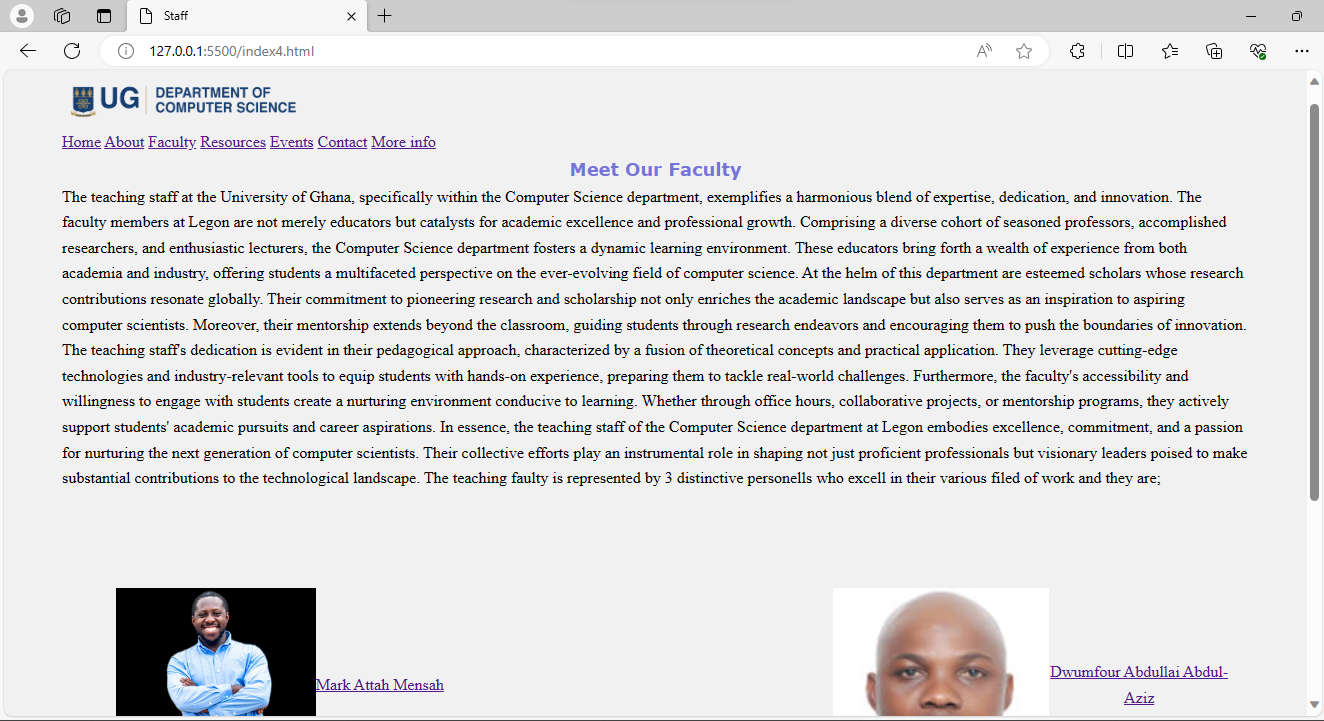 Staff
127.0.0.1:5500/index4.html
UG DEPARTMENT OF
COMPUTER SCIENCE
Home About Faculty Resources Events Contact More info
Meet Our Faculty
The teaching staff at the University of Ghana, specifically within the Computer Science department, exemplifies a harmonious blend of expertise, dedication, and innovation. The
faculty members at Legon are not merely educators but catalysts for academic excellence and professional growth. Comprising a diverse cohort of seasoned professors, accomplished
researchers, and enthusiastic lecturers, the Computer Science department fosters a dynamic learning environment. These educators bring forth a wealth of experience from both
academia and industry, offering students a multifaceted perspective on the ever-evolving field of computer science. At the helm of this department are esteemed scholars whose research
contributions resonate globally. Their commitment to pioneering research and scholarship not only enriches the academic landscape but also serves as an inspiration to aspiring
computer scientists. Moreover, their mentorship extends beyond the classroom, guiding students through research endeavors and encouraging them to push the boundaries of innovation.
The teaching staff's dedication is evident in their pedagogical approach, characterized by a fusion of theoretical concepts and practical application. They leverage cutting-edge
technologies and industry-relevant tools to equip students with hands-on experience, preparing them to tackle real-world challenges. Furthermore, the faculty's accessibility and
willingness to engage with students create a nurturing environment conducive to learning. Whether through office hours, collaborative projects, or mentorship programs, they actively
support students' academic pursuits and career aspirations. In essence, the teaching staff of the Computer Science department at Legon embodies excellence, commitment, and a passion
for nurturing the next generation of computer scientists. Their collective efforts play an instrumental role in shaping not just proficient professionals but visionary leaders poised to make
substantial contributions to the technological landscape. The teaching faulty is represented by 3 distinctive personells who excell in their various filed of work and they are;
Mark Attah Mensah
Dwumfour Abdullai Abdul-
Aziz